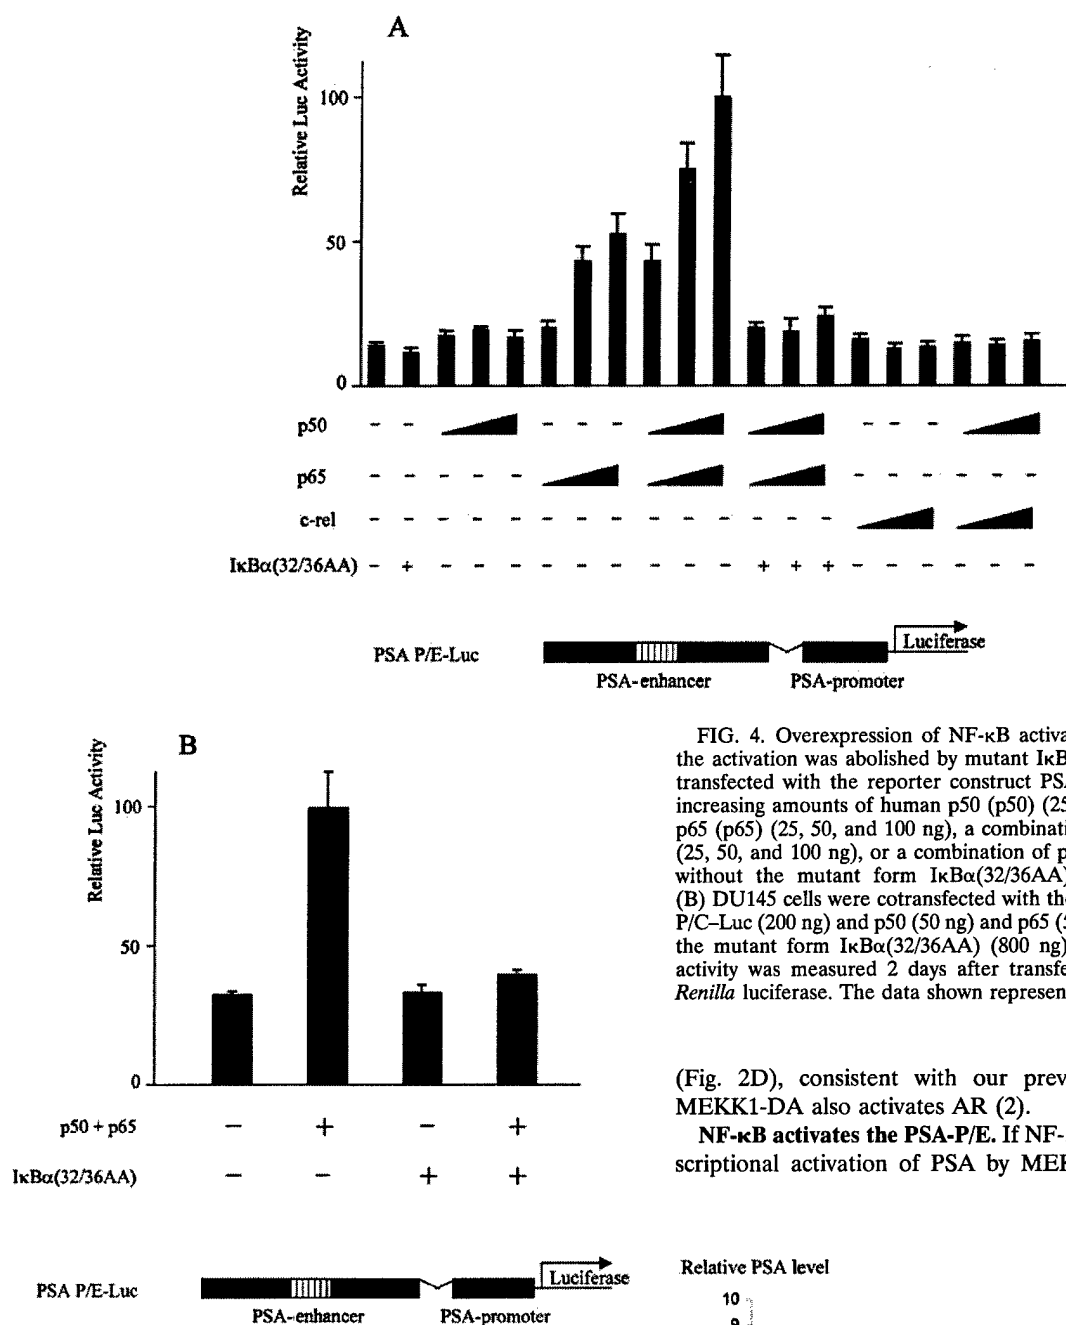 A
Relative Luc Activity
100
50
0
p50 - - - - - - - -
p65 - - - - - - - - - - -
c-rel - - - - - - - - - - - - - -
IκBα(32/36AA) - + - - - - - - - - - + + + - - - - - -
PSA P/E-Luc
Luciferase
PSA-enhancer PSA-promoter
B
Relative Luc Activity
100
50
0
p50 + p65 - + - +
IκBα(32/36AA) - - + +
PSA P/E-Luc
Luciferase
PSA-enhancer PSA-promoter
FIG. 4. Overexpression of NF-κB activa
the activation was abolished by mutant IκB
transfected with the reporter construct PSA
increasing amounts of human p50 (p50) (25
p65 (p65) (25, 50, and 100 ng), a combinati
(25, 50, and 100 ng), or a combination of p
without the mutant form IκBα(32/36AA)
(B) DU145 cells were cotransfected with the
P/C–Luc (200 ng) and p50 (50 ng) and p65 (5
the mutant form IκBα(32/36AA) (800 ng)
activity was measured 2 days after transfe
Renilla luciferase. The data shown represen
(Fig. 2D), consistent with our prev
MEKK1-DA also activates AR (2).
NF-κB activates the PSA-P/E. If NF-
scriptional activation of PSA by MEK
Relative PSA level
10
9